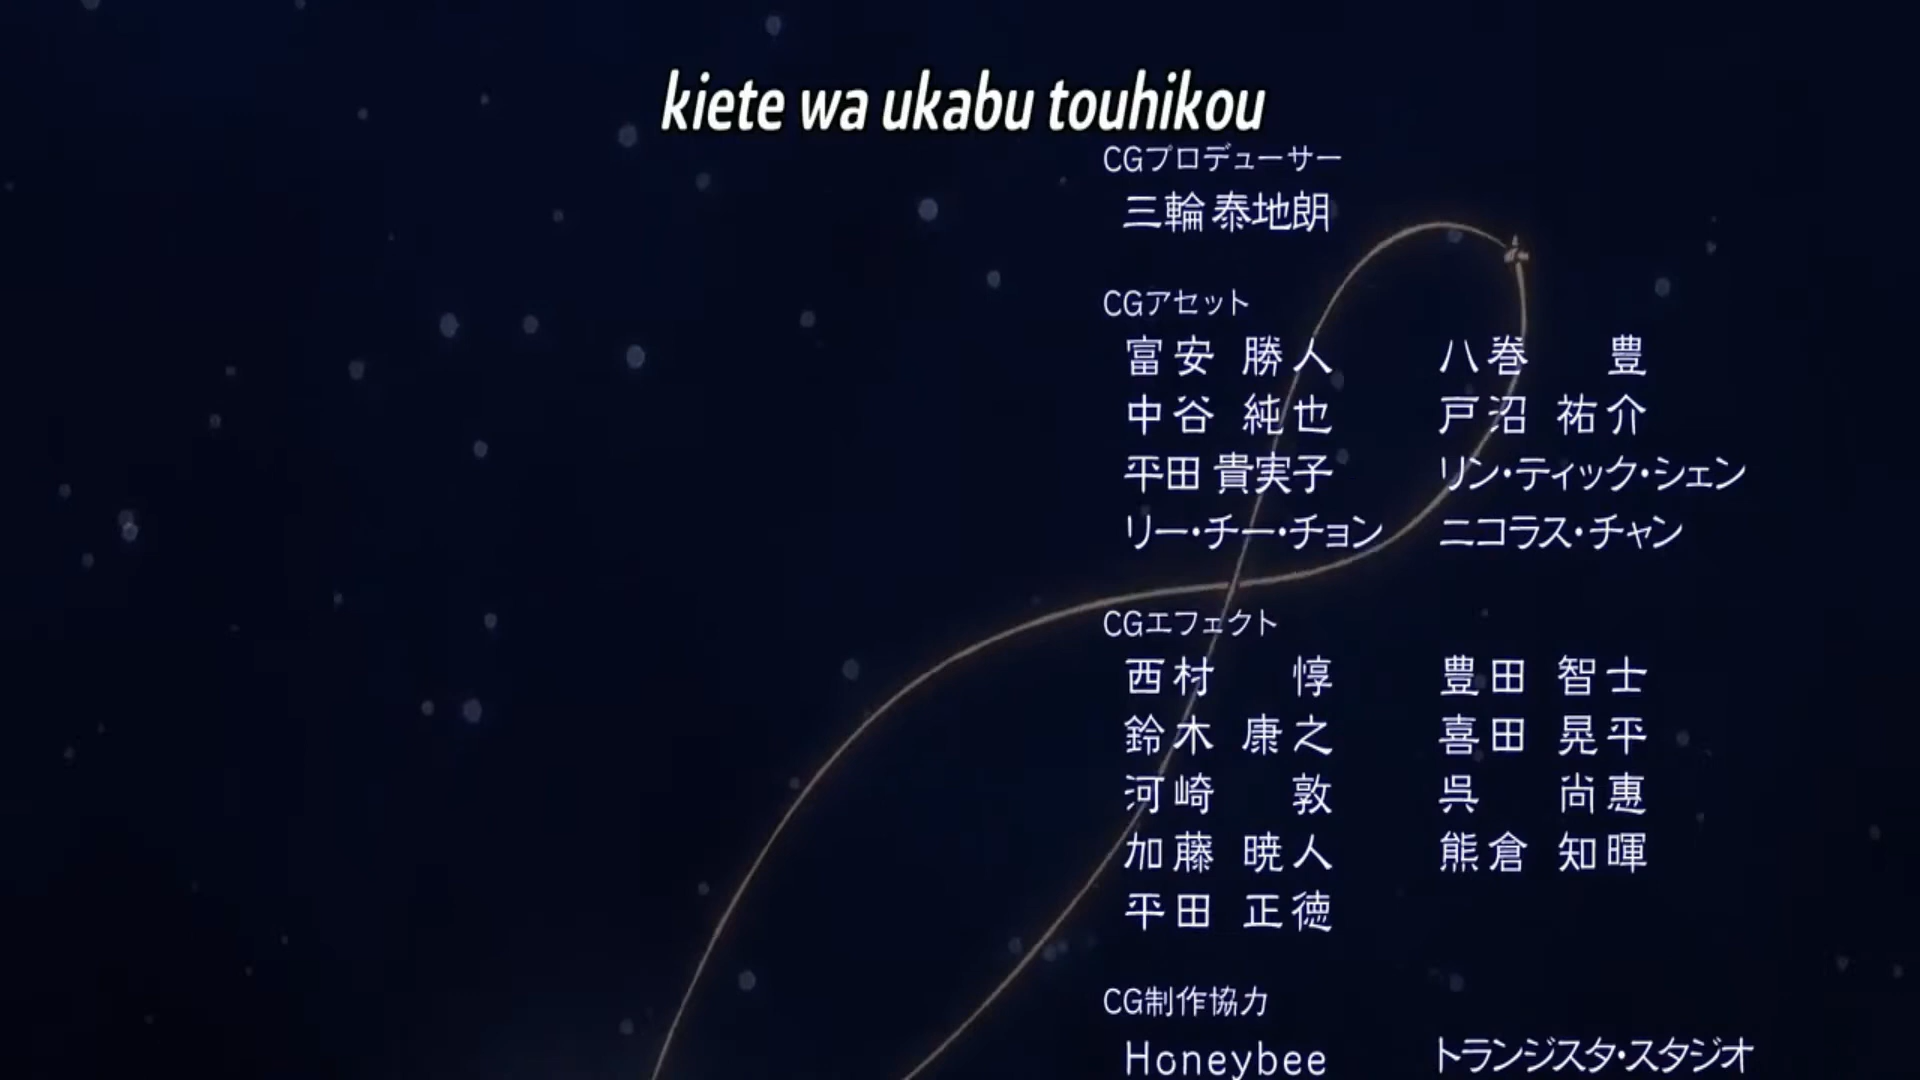 kiete wa ukabu touhikou
CGプロデューサー
三輪 泰地朗
CGアセット
富安 勝人 八巻 豊
中谷 純也 戸沼 祐介
平田 貴実子 リン・ティック・シェン
リー・チー・チョン ニコラス・チャン
CGエフェクト
西村 惇 豊田 智士
鈴木 康之 喜田 晃平
河崎 敦 呉 尚惠
加藤 暁人 熊倉 知暉
平田 正徳
CG制作協力
Honeybee トランジスタ・スタジオ